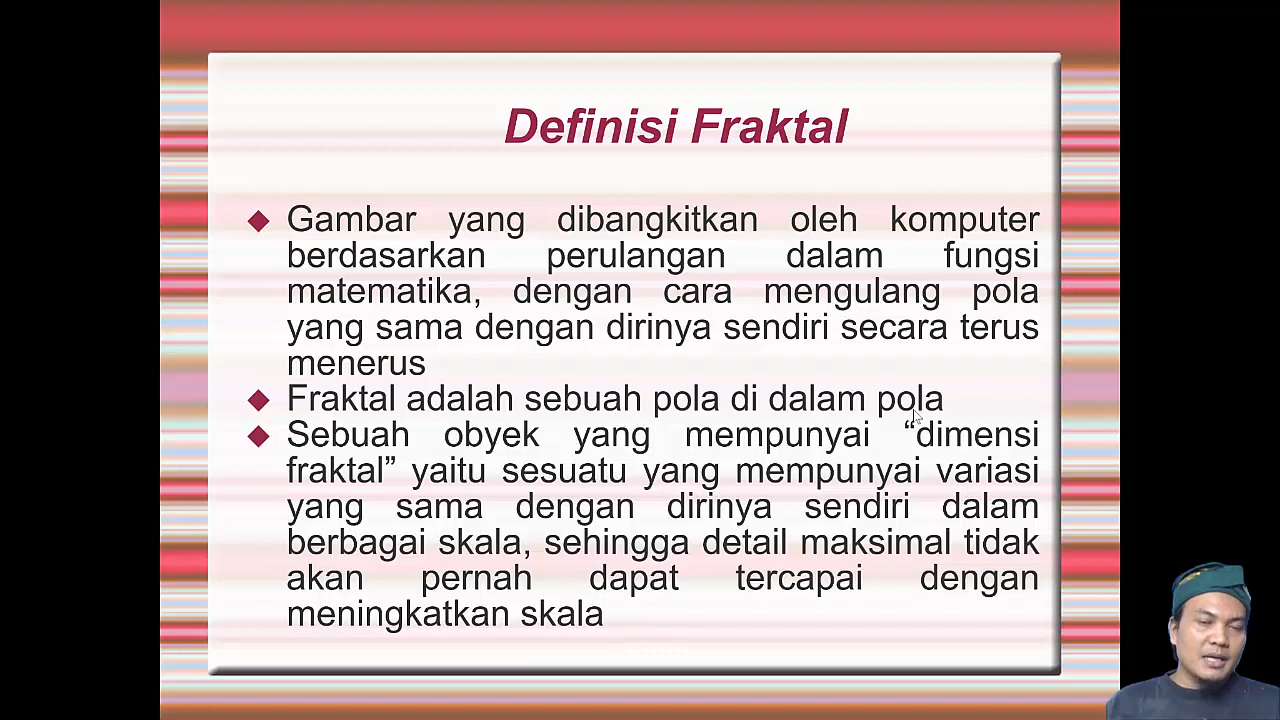 Definisi Fraktal
Gambar yang dibangkitkan oleh komputer
berdasarkan perulangan dalam fungsi
matematika, dengan cara mengulang pola
yang sama dengan dirinya sendiri secara terus
menerus
Fraktal adalah sebuah pola di dalam pola
Sebuah obyek yang mempunyai “dimensi
fraktal” yaitu sesuatu yang mempunyai variasi
yang sama dengan dirinya sendiri dalam
berbagai skala, sehingga detail maksimal tidak
akan pernah dapat tercapai dengan
meningkatkan skala